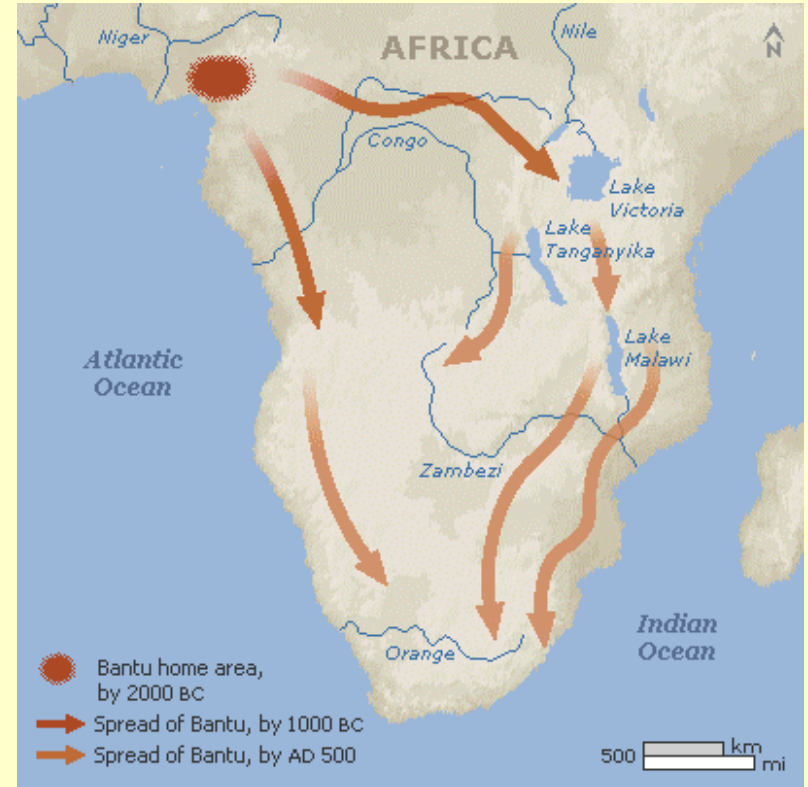 Niger
AFRICA
Nile
N
Congo
Lake
Victoria
Lake
Tanganyika
Lake
Malawi
Atlantic
Ocean
Zambezi
Indian
Ocean
Orange
Bantu home area,
by 2000 BC
Spread of Bantu, by 1000 BC
Spread of Bantu, by AD 500
500 km
mi